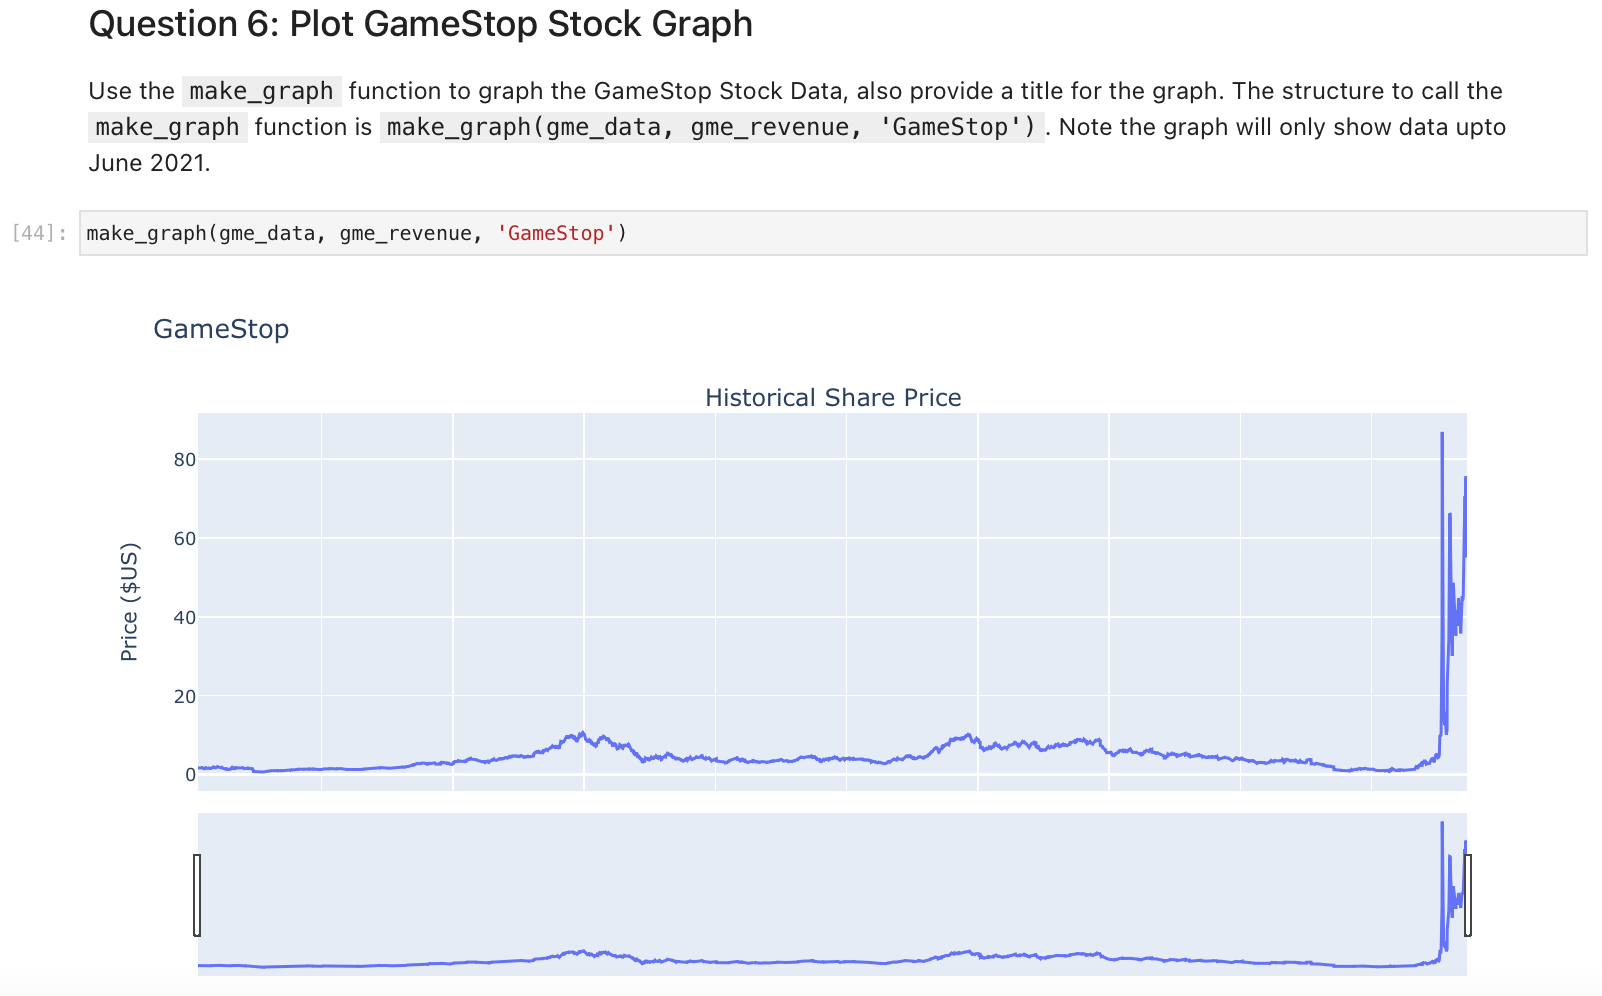 Question 6: Plot GameStop Stock Graph
Use the make_graph function to graph the GameStop Stock Data, also provide a title for the graph. The structure to call the
make_graph function is make_graph(gme_data, gme_revenue, 'GameStop') . Note the graph will only show data upto
June 2021.
[44]: make_graph(gme_data, gme_revenue, 'GameStop')
GameStop
Historical Share Price
80
60
Price ($US)
40
20
0